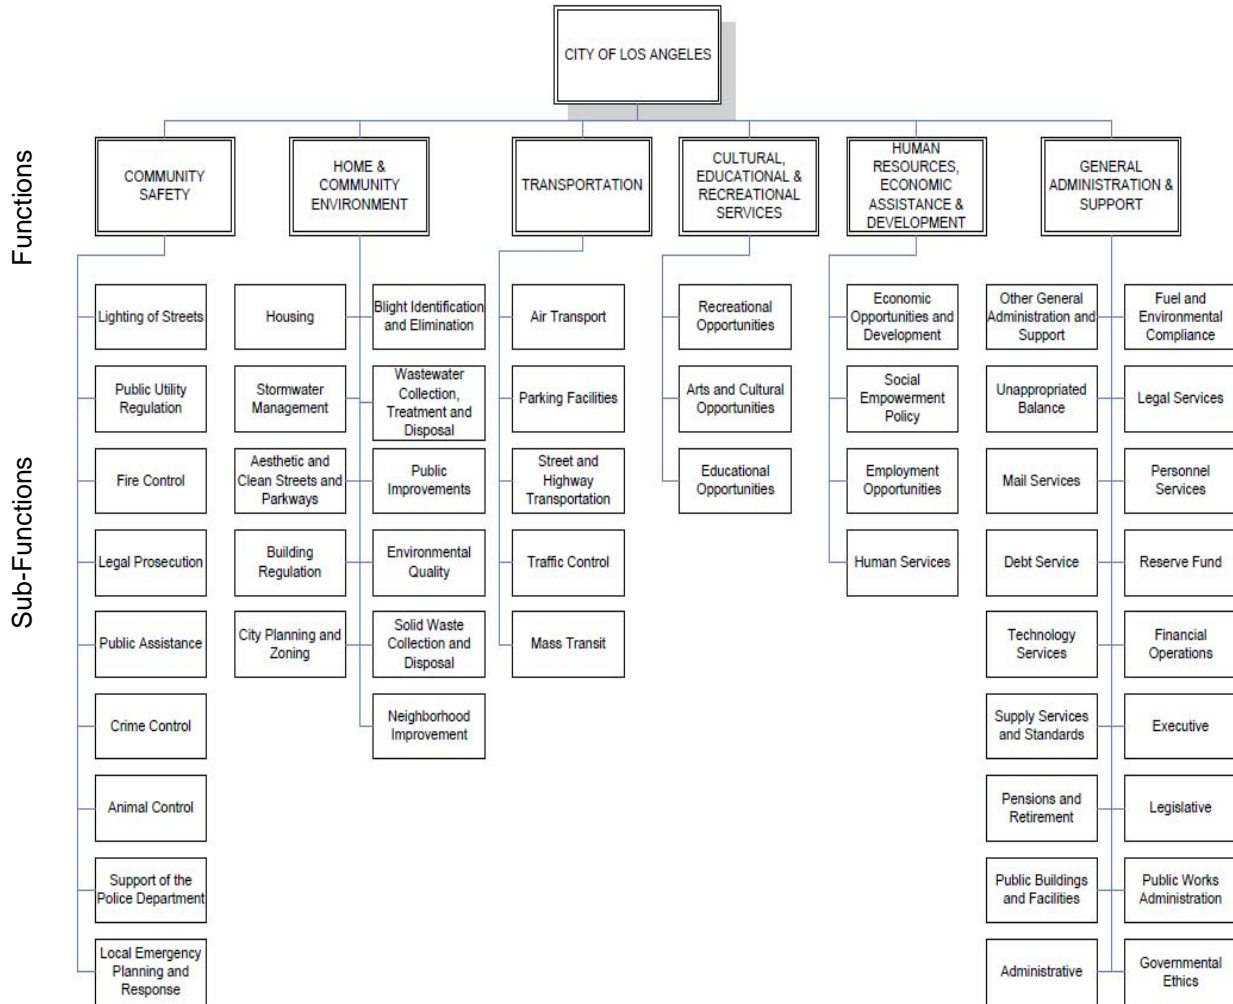 CITY OF LOS ANGELES
Functions
COMMUNITY
SAFETY
HOME &
COMMUNITY
ENVIRONMENT
TRANSPORTATION
CULTURAL,
EDUCATIONAL &
RECREATIONAL
SERVICES
HUMAN
RESOURCES,
ECONOMIC
ASSISTANCE &
DEVELOPMENT
GENERAL
ADMINISTRATION &
SUPPORT
Sub-Functions
Lighting of Streets
Public Utility
Regulation
Fire Control
Legal Prosecution
Public Assistance
Crime Control
Animal Control
Support of the
Police Department
Local Emergency
Planning and
Response
Housing
Stormwater
Management
Aesthetic and
Clean Streets and
Parkways
Building
Regulation
City Planning and
Zoning
Blight Identification
and Elimination
Wastewater
Collection,
Treatment and
Disposal
Public
Improvements
Environmental
Quality
Solid Waste
Collection and
Disposal
Neighborhood
Improvement
Air Transport
Parking Facilities
Street and
Highway
Transportation
Traffic Control
Mass Transit
Recreational
Opportunities
Arts and Cultural
Opportunities
Educational
Opportunities
Economic
Opportunities and
Development
Social
Empowerment
Policy
Employment
Opportunities
Human Services
Other General
Administration and
Support
Unappropriated
Balance
Mail Services
Debt Service
Technology
Services
Supply Services
and Standards
Pensions and
Retirement
Public Buildings
and Facilities
Administrative
Fuel and
Environmental
Compliance
Legal Services
Personnel
Services
Reserve Fund
Financial
Operations
Executive
Legislative
Public Works
Administration
Governmental
Ethics